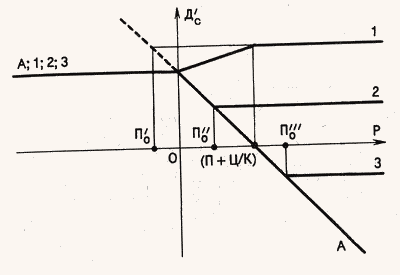 Д′с
1
А; 1; 2; 3
2
П′о
П″о
П‴о
Р
О
(П + Ц/К)
3
А